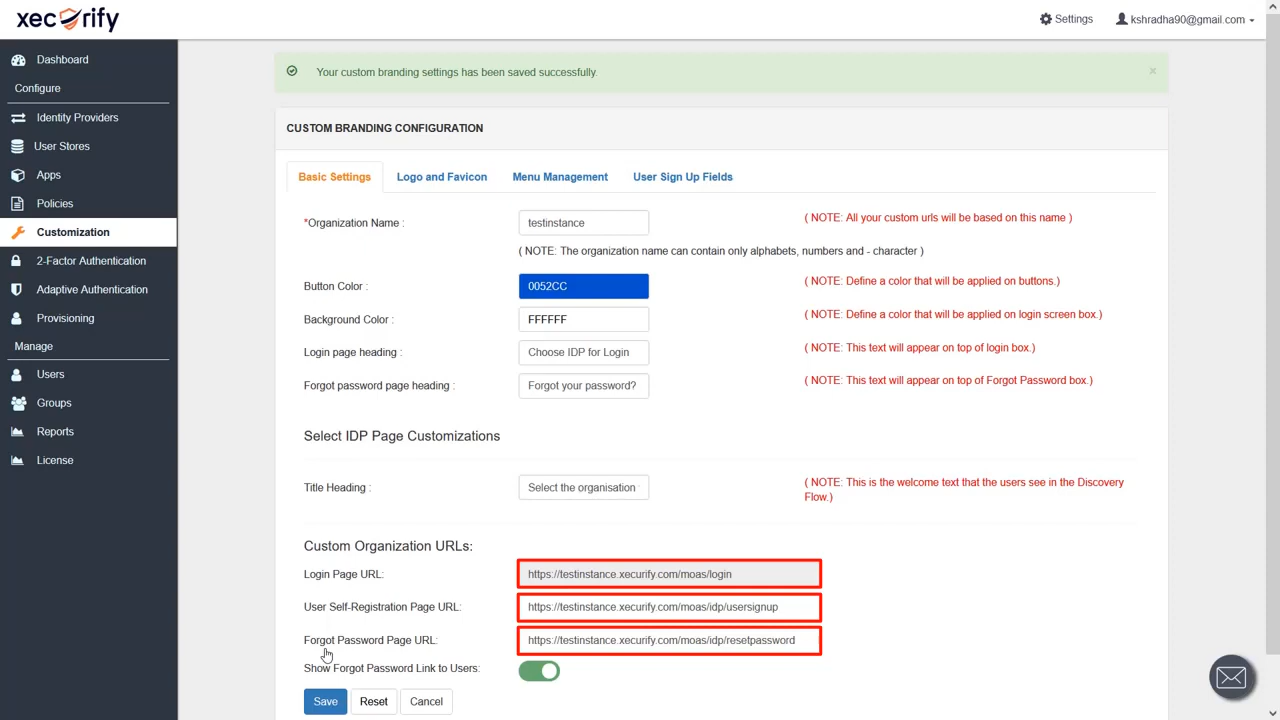 xecurify
Settings
kshradha90@gmail.com
Dashboard
Configure
Identity Providers
User Stores
Apps
Policies
Customization
2-Factor Authentication
Adaptive Authentication
Provisioning
Manage
Users
Groups
Reports
License
Your custom branding settings has been saved successfully.
×
CUSTOM BRANDING CONFIGURATION
Basic Settings
Logo and Favicon
Menu Management
User Sign Up Fields
*Organization Name :
testinstance
( NOTE: All your custom urls will be based on this name )
( NOTE: The organization name can contain only alphabets, numbers and - character )
Button Color :
0052CC
( NOTE: Define a color that will be applied on buttons.)
Background Color :
FFFFFF
( NOTE: Define a color that will be applied on login screen box.)
Login page heading :
Choose IDP for Login
( NOTE: This text will appear on top of login box.)
Forgot password page heading :
Forgot your password?
( NOTE: This text will appear on top of Forgot Password box.)
Select IDP Page Customizations
Title Heading :
Select the organisation
( NOTE: This is the welcome text that the users see in the Discovery
Flow.)
Custom Organization URLs:
Login Page URL:
https://testinstance.xecurify.com/moas/login
User Self-Registration Page URL:
https://testinstance.xecurify.com/moas/idp/usersignup
Forgot Password Page URL:
https://testinstance.xecurify.com/moas/idp/resetpassword
Show Forgot Password Link to Users:
Save
Reset
Cancel